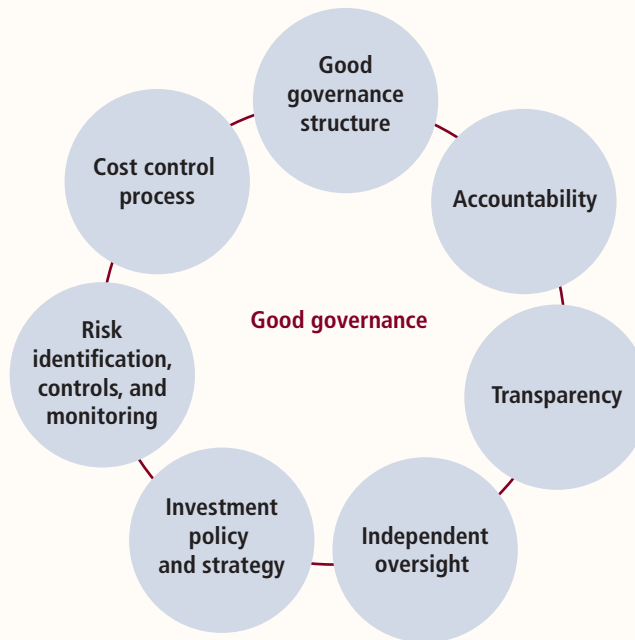 Good
governance
structure
Accountability
Transparency
Independent
oversight
Investment
policy
and strategy
Risk
identification,
controls, and
monitoring
Cost control
process
Good governance